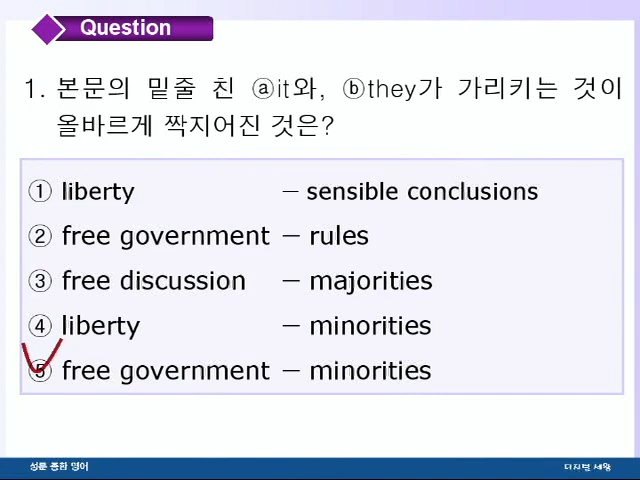 Question
1. 본문의 밑줄 친 ⓐit와, ⓑthey가 가리키는 것이
올바르게 짝지어진 것은?
① liberty – sensible conclusions
② free government – rules
③ free discussion – majorities
④ liberty – minorities
⑤ free government – minorities
성문 종합 영어 디지털 세왕